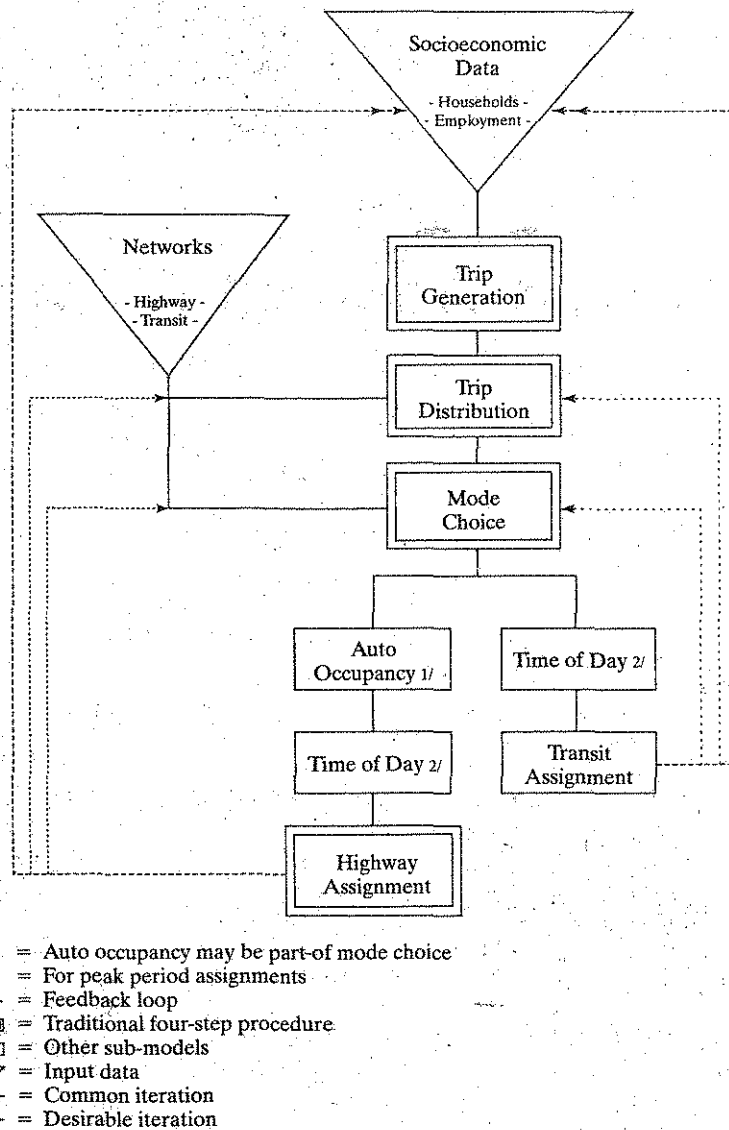 Socioeconomic
Data
- Households -
- Employment -
Networks
- Highway -
- Transit -
Trip
Generation
Trip
Distribution
Mode
Choice
Auto
Occupancy 1/
Time of Day 2/
Time of Day 2/
Transit
Assignment
Highway
Assignment
= Auto occupancy may be part of mode choice
= For peak period assignments
= Feedback loop
= Traditional four-step procedure
= Other sub-models
= Input data
= Common iteration
= Desirable iteration